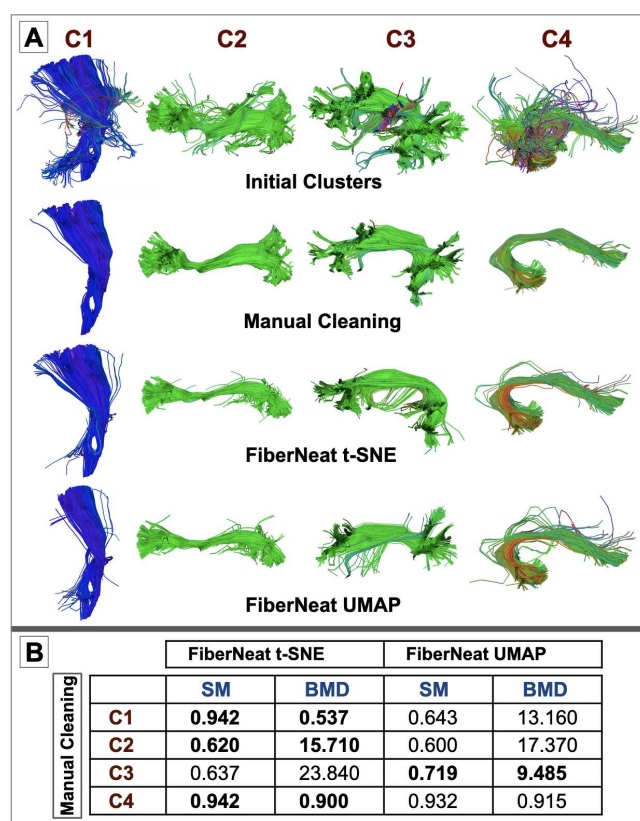 A
C1 C2 C3 C4
Initial Clusters
Manual Cleaning
FiberNeat t-SNE
FiberNeat UMAP
B
FiberNeat t-SNE FiberNeat UMAP
Manual Cleaning
SM BMD SM BMD
C1 0.942 0.537 0.643 13.160
C2 0.620 15.710 0.600 17.370
C3 0.637 23.840 0.719 9.485
C4 0.942 0.900 0.932 0.915